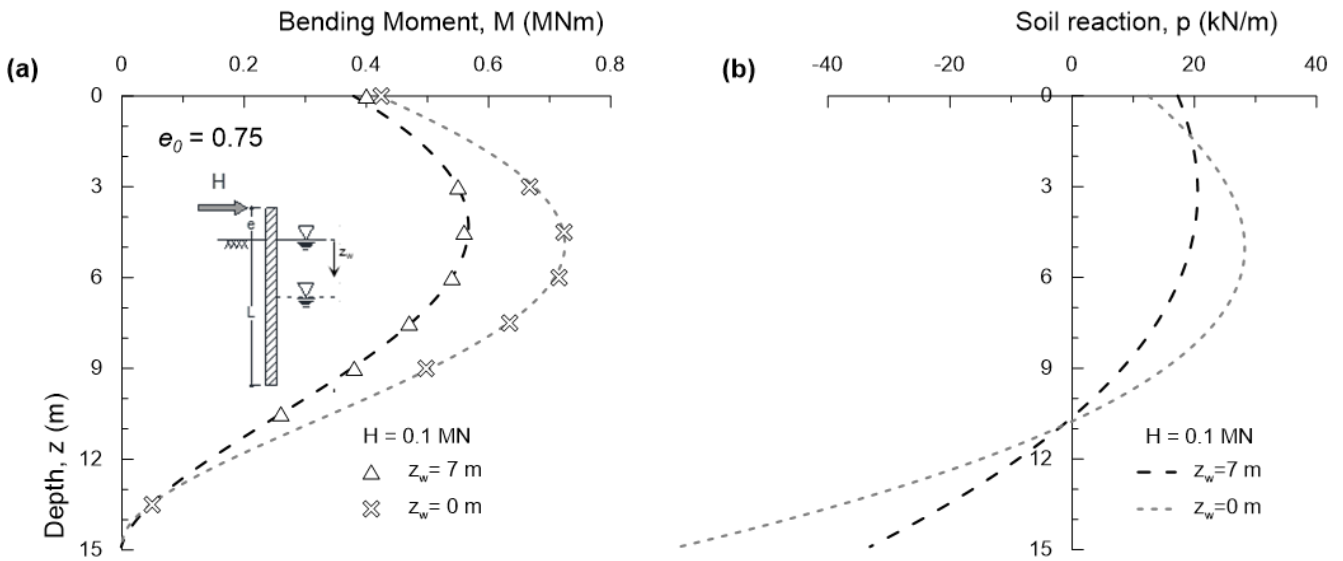 Bending Moment, M (MNm)
(a)
0 0.2 0.4 0.6 0.8
0
3
6
9
12
15
Depth, z (m)
e0 = 0.75
H
e
zw
L
H = 0.1 MN
zw= 7 m
zw= 0 m
Soil reaction, p (kN/m)
(b)
-40 -20 0 20 40
0
3
6
9
12
15
H = 0.1 MN
zw=7 m
zw=0 m